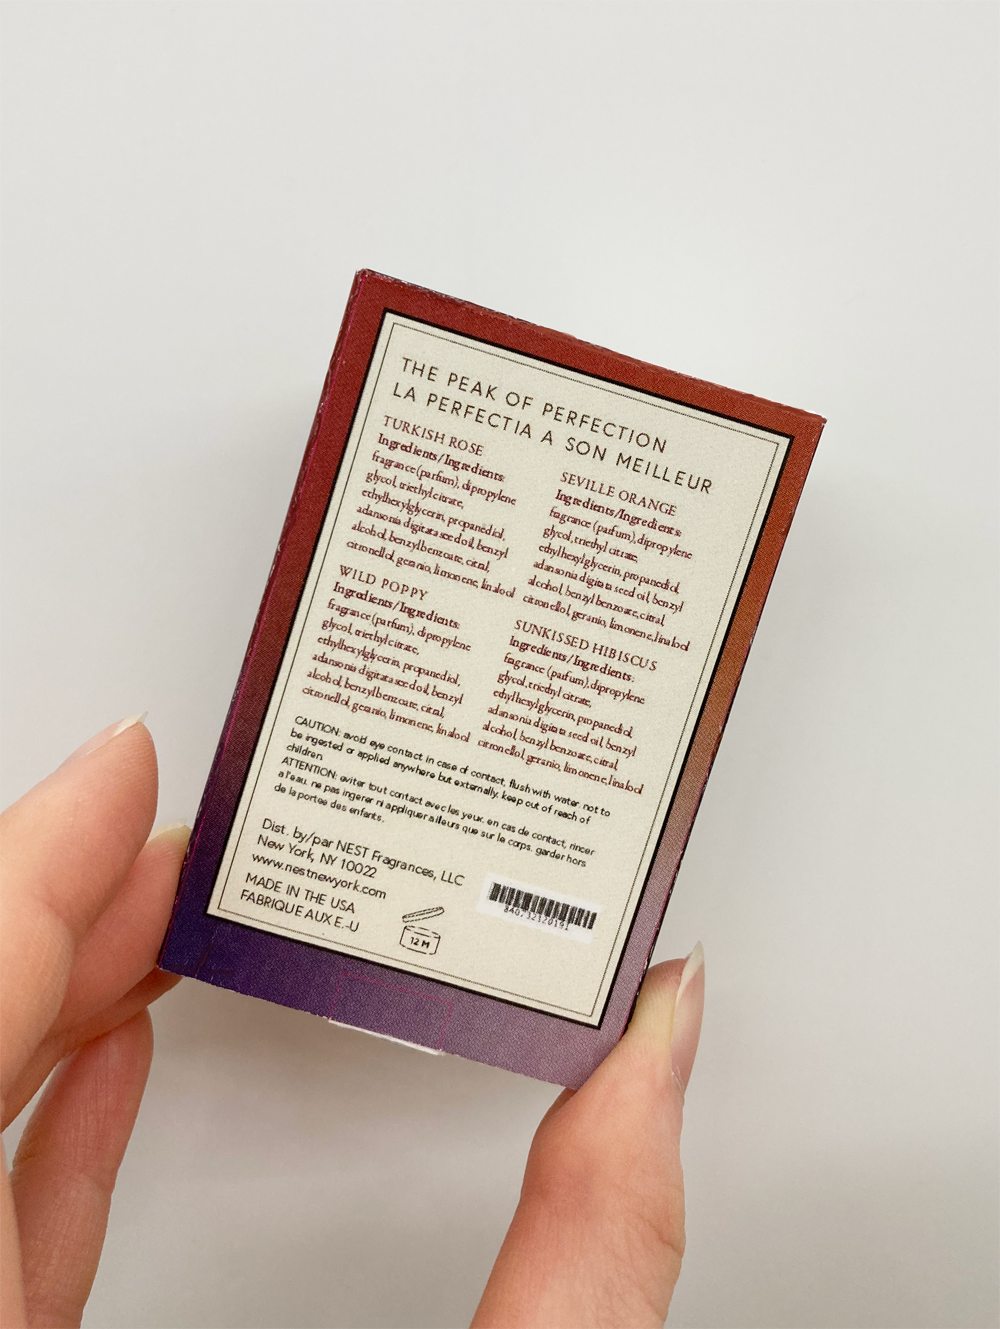 THE PEAK OF PERFECTION
LA PERFECTIA A SON MEILLEUR
TURKISH ROSE
Ingredients/Ingredients:
fragrance (parfum), dipropylene
glycol, triethyl citrate,
ethylhexylglycerin, propanediol,
adansonia digitata seed oil, benzyl
alcohol, benzyl benzoate, citral,
citronellol, geranio, limonene, linalool
WILD POPPY
Ingredients/Ingredients:
fragrance (parfum), dipropylene
glycol, triethyl citrate,
ethylhexylglycerin, propanediol,
adansonia digitata seed oil, benzyl
alcohol, benzyl benzoate, citral,
citronellol, geranio, limonene, linalool
SEVILLE ORANGE
Ingredients/Ingredients:
fragrance (parfum), dipropylene
glycol, triethyl citrate,
ethylhexylglycerin, propanediol,
adansonia digitata seed oil, benzyl
alcohol, benzyl benzoate, citral,
citronellol, geranio, limonene, linalool
SUNKISSED HIBISCUS
Ingredients/Ingredients:
fragrance (parfum), dipropylene
glycol, triethyl citrate,
ethylhexylglycerin, propanediol,
adansonia digitata seed oil, benzyl
alcohol, benzyl benzoate, citral,
citronellol, geranio, limonene, linalool
CAUTION: avoid eye contact in case of contact, flush with water. not to
be ingested or applied anywhere but externally. keep out of reach of
children.
ATTENTION: eviter tout contact avec les yeux. en cas de contact, rincer
a l'eau. ne pas ingerer ni appliquer ailleurs que sur le corps. garder hors
de la portee des enfants.
Dist. by/par NEST Fragrances, LLC
New York, NY 10022
www.nestnewyork.com
MADE IN THE USA
FABRIQUE AUX E.-U
12 M